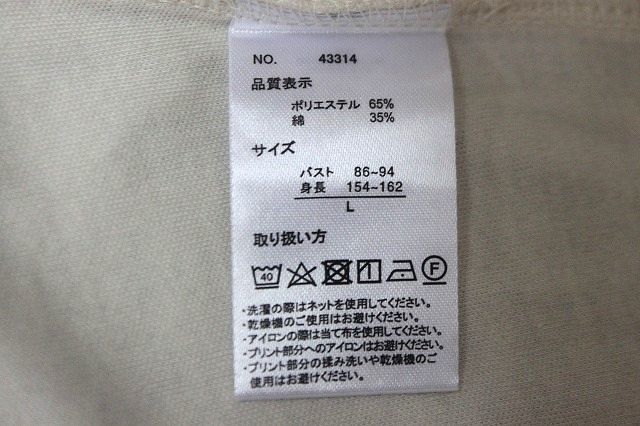 NO. 43314
品質表示
ポリエステル 65%
綿 35%
サイズ
バスト 86~94
身長 154~162
L
取り扱い方
40 F
・洗濯の際はネットを使用してください。
・乾燥機のご使用はお避けください。
・アイロンの際は当て布を使用してください。
・プリント部分へのアイロンはお避けください。
・プリント部分の揉み洗いや乾燥機のご
使用はお避けください。